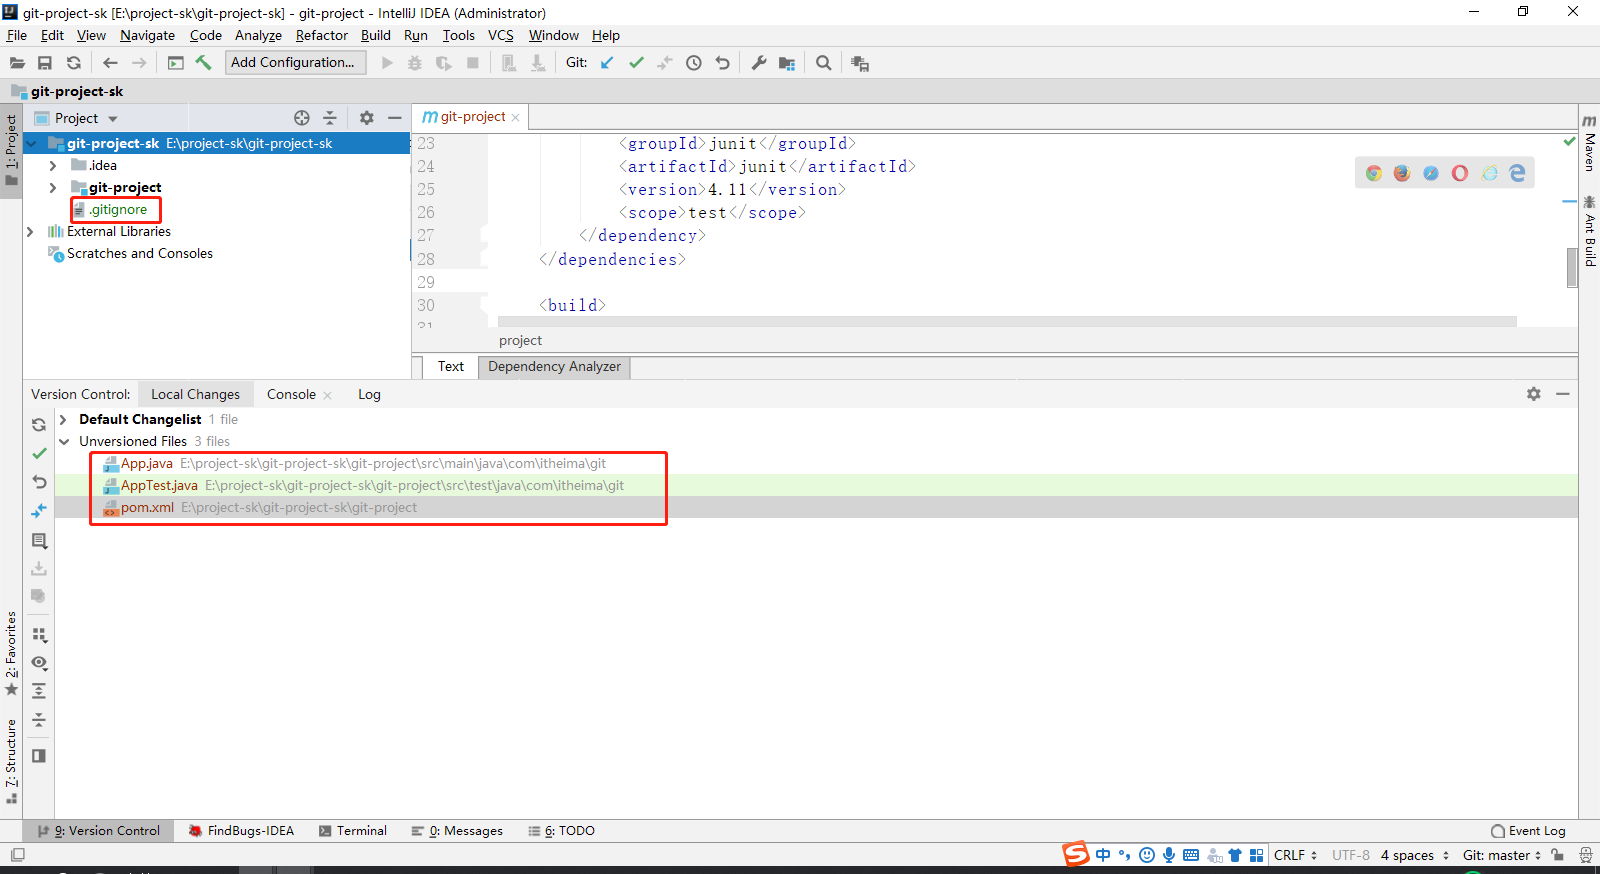 git-project-sk [E:\project-sk\git-project-sk] - git-project - IntelliJ IDEA (Administrator)
File Edit View Navigate Code Analyze Refactor Build Run Tools VCS Window Help
Add Configuration... Git:
git-project-sk
1: Project
Project
git-project
git-project-sk E:\project-sk\git-project-sk
.idea
git-project
.gitignore
External Libraries
Scratches and Consoles
23 <groupId>junit</groupId>
24 <artifactId>junit</artifactId>
25 <version>4.11</version>
26 <scope>test</scope>
27 </dependency>
28 </dependencies>
29
30 <build>
31
project
Text Dependency Analyzer
Maven
Ant Build
Version Control: Local Changes Console Log
Default Changelist 1 file
Unversioned Files 3 files
App.java E:\project-sk\git-project-sk\git-project\src\main\java\com\itheima\git
AppTest.java E:\project-sk\git-project-sk\git-project\src\test\java\com\itheima\git
pom.xml E:\project-sk\git-project-sk\git-project
2: Favorites
7: Structure
9: Version Control FindBugs-IDEA Terminal 0: Messages 6: TODO Event Log
中 CRLF UTF-8 4 spaces Git: master